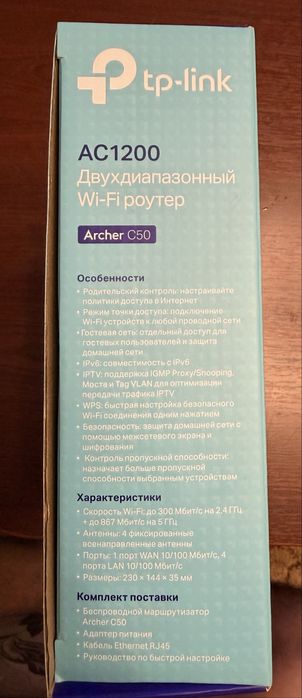 tp-link
AC1200
Двухдиапазонный
Wi-Fi роутер
Archer C50
Особенности
• Родительский контроль: настраивайте
политики доступа в Интернет
• Режим точки доступа: подключение
Wi-Fi устройств к любой проводной сети
• Гостевая сеть: отдельный доступ для
гостевых пользователей и защита
домашней сети
• IPv6: совместимость с IPv6
• IPTV: поддержка IGMP Proxy/Snooping,
Моста и Tag VLAN для оптимизации
передачи трафика IPTV
• WPS: быстрая настройка безопасного
Wi-Fi соединения одним нажатием
• Безопасность: защита домашней сети с
помощью межсетевого экрана и
шифрования
• Контроль пропускной способности:
назначает больше пропускной
способности выбранным устройствам
Характеристики
• Скорость Wi-Fi: до 300 Мбит/с на 2,4 ГГц
+ до 867 Мбит/с на 5 ГГц
• Антенны: 4 фиксированные
всенаправленные антенны
• Порты: 1 порт WAN 10/100 Мбит/с, 4
порта LAN 10/100 Мбит/с
• Размеры: 230 × 144 × 35 мм
Комплект поставки
• Беспроводной маршрутизатор
Archer C50
• Адаптер питания
• Кабель Ethernet RJ45
• Руководство по быстрой настройке